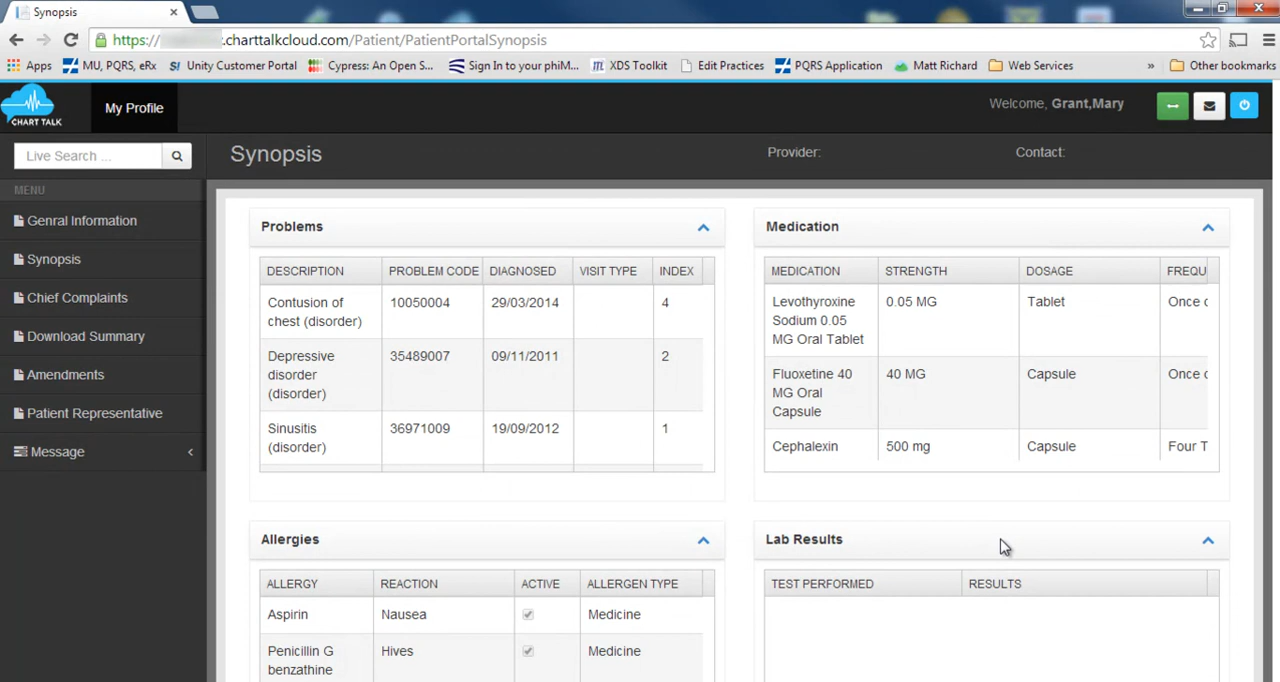 Synopsis
https:// .charttalkcloud.com/Patient/PatientPortalSynopsis
Apps MU, PQRS, eRx Unity Customer Portal Cypress: An Open S... Sign In to your phiM... XDS Toolkit Edit Practices PQRS Application Matt Richard Web Services » Other bookmarks
CHART TALK
My Profile
Welcome, Grant,Mary
Live Search ...
Synopsis
Provider:
Contact:
MENU
Genral Information
Synopsis
Chief Complaints
Download Summary
Amendments
Patient Representative
Message
Problems
DESCRIPTION PROBLEM CODE DIAGNOSED VISIT TYPE INDEX
Contusion of 10050004 29/03/2014 4
chest (disorder)
Depressive 35489007 09/11/2011 2
disorder
(disorder)
Sinusitis 36971009 19/09/2012 1
(disorder)
Medication
MEDICATION STRENGTH DOSAGE FREQU
Levothyroxine 0.05 MG Tablet Once
Sodium 0.05
MG Oral Tablet
Fluoxetine 40 40 MG Capsule Once
MG Oral
Capsule
Cephalexin 500 mg Capsule Four T
Allergies
ALLERGY REACTION ACTIVE ALLERGEN TYPE
Aspirin Nausea Medicine
Penicillin G Hives Medicine
benzathine
Lab Results
TEST PERFORMED RESULTS